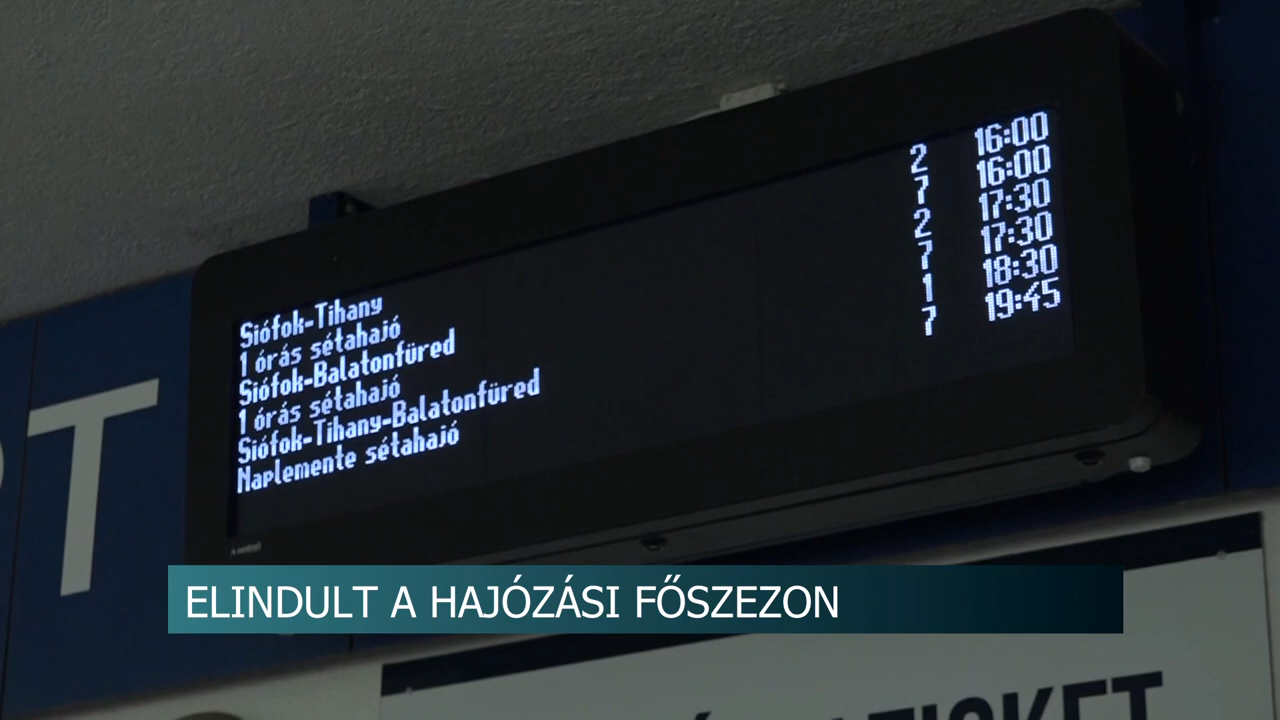 Siófok-Tihany 2 16:00
1 órás sétahajó 7 16:00
Siófok-Balatonfüred 2 17:30
1 órás sétahajó 7 17:30
Siófok-Tihany-Balatonfüred 1 18:30
Naplemente sétahajó 7 19:45
T
ELINDULT A HAJÓZÁSI FŐSZEZON